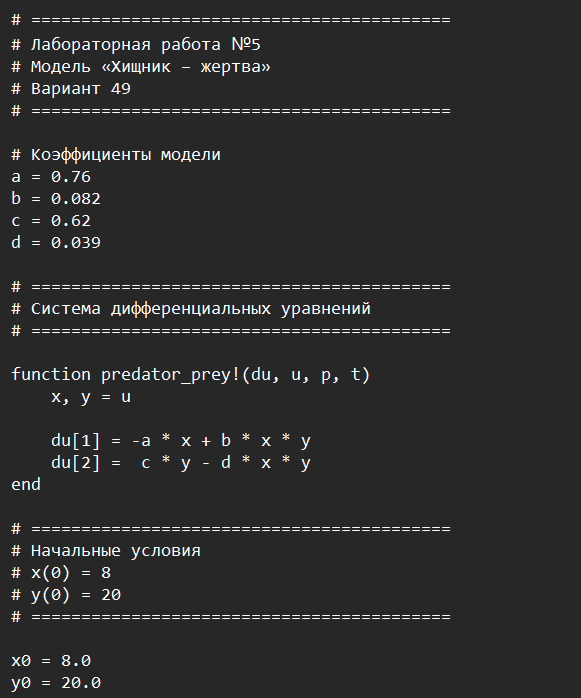 # ==========================================
# Лабораторная работа №5
# Модель «Хищник – жертва»
# Вариант 49
# ==========================================
# Коэффициенты модели
a = 0.76
b = 0.082
c = 0.62
d = 0.039
# ==========================================
# Система дифференциальных уравнений
# ==========================================
function predator_prey!(du, u, p, t)
    x, y = u
    du[1] = -a * x + b * x * y
    du[2] =  c * y - d * x * y
end
# ==========================================
# Начальные условия
# x(0) = 8
# y(0) = 20
# ==========================================
x0 = 8.0
y0 = 20.0